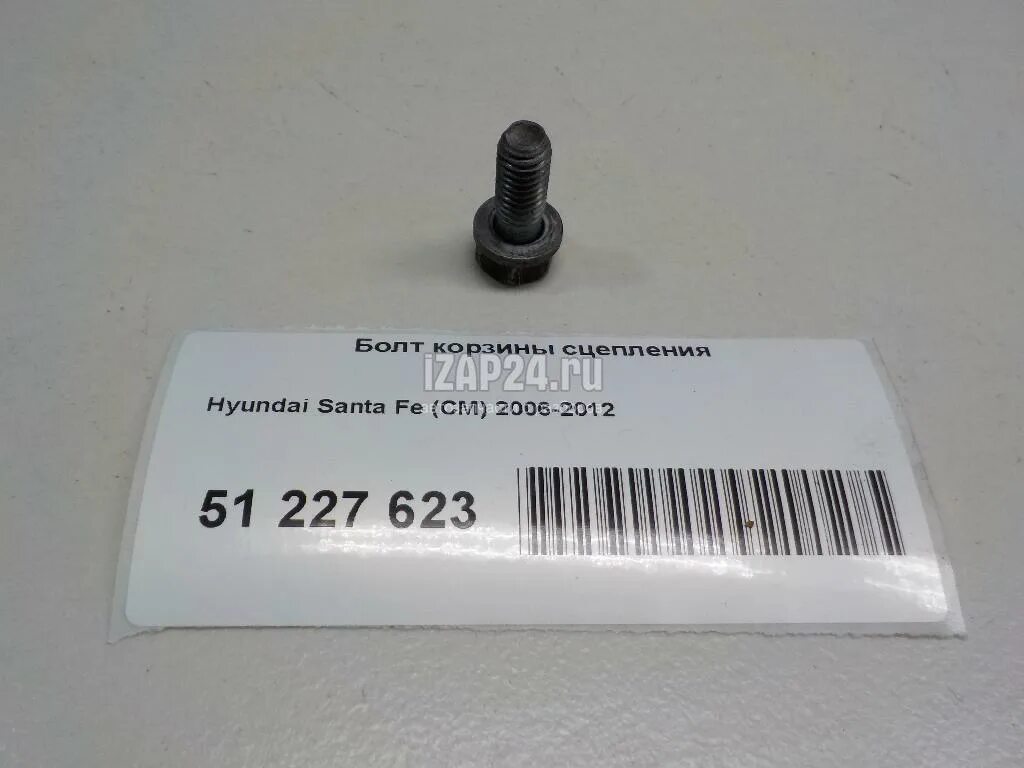 Болт корзины сцепления
iZAP24.ru
Hyundai Santa Fe (CM) 2006-2012
51 227 623